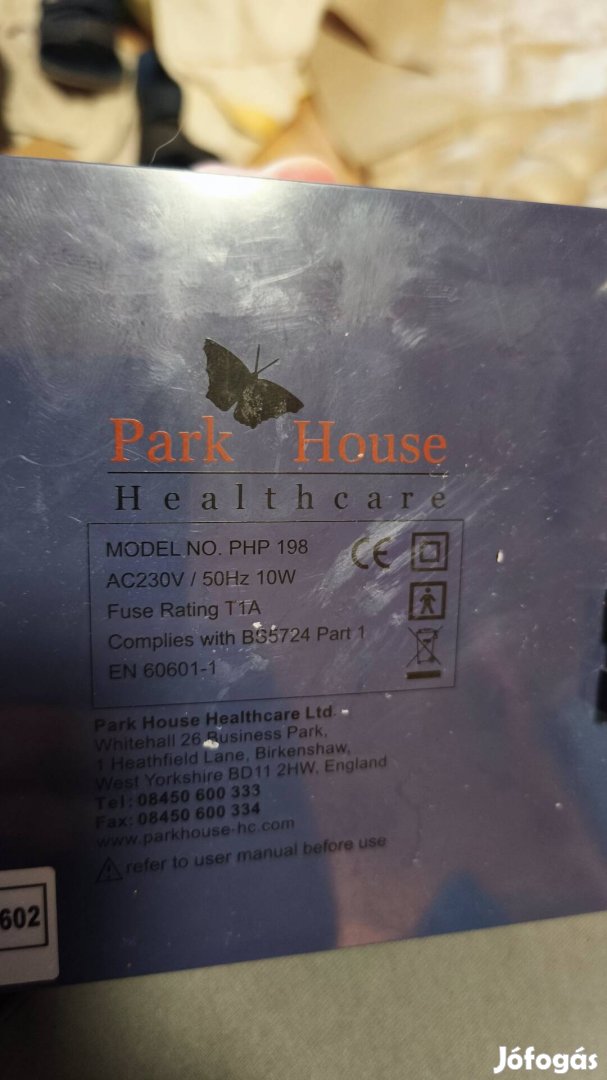 Park House
Healthcare
MODEL NO. PHP 198
AC230V / 50Hz 10W
Fuse Rating T1A
Complies with BS5724 Part 1
EN 60601-1
CE
Park House Healthcare Ltd.
Whitehall 26 Business Park,
1 Heathfield Lane, Birkenshaw,
West Yorkshire BD11 2HW. England
Tel: 08450 600 333
Fax: 08450 600 334
www.parkhouse-hc.com
refer to user manual before use
602
Jófogás